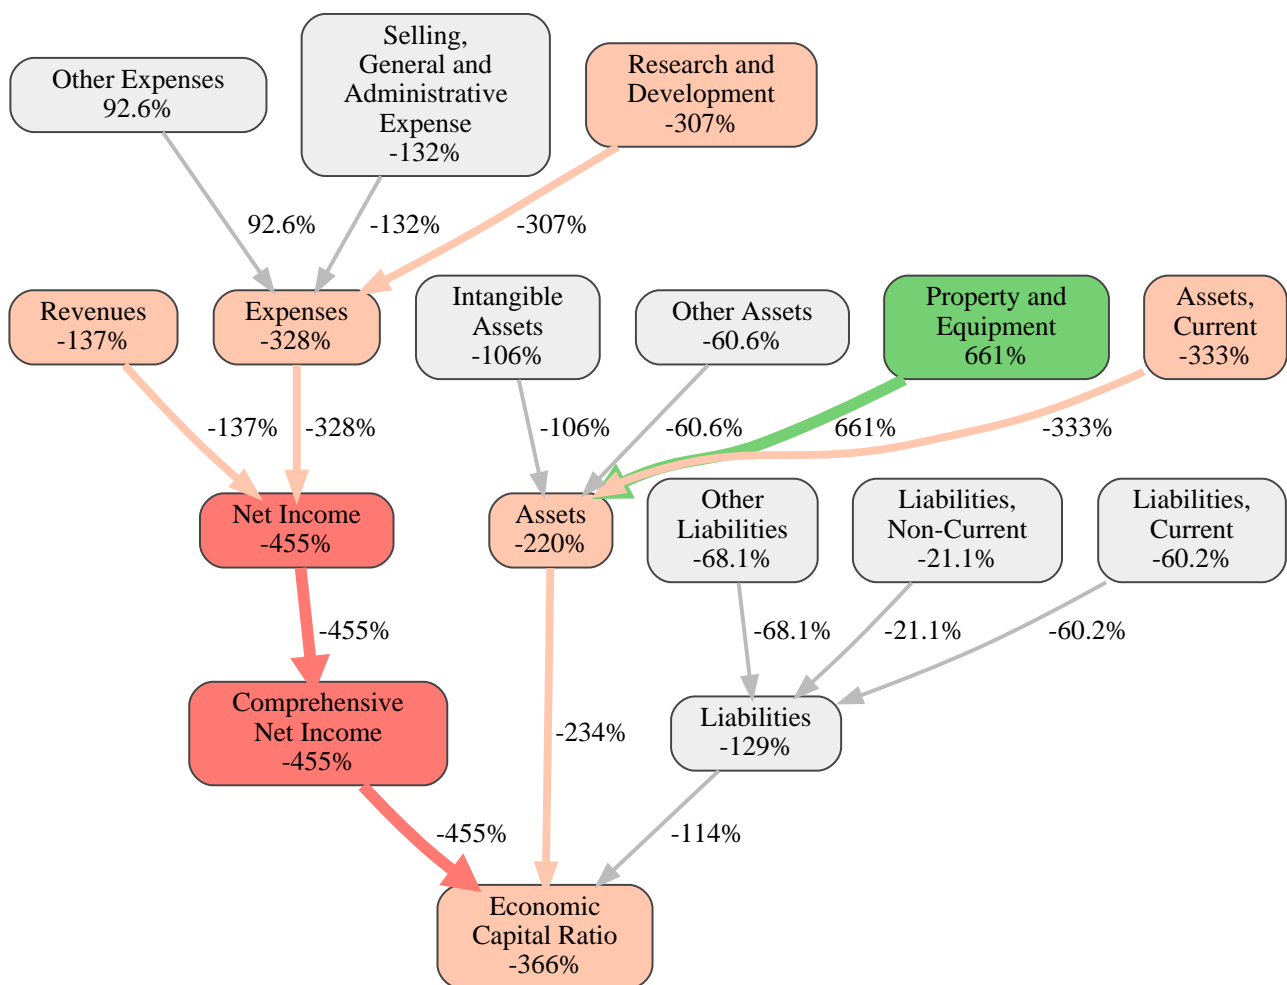 Other Expenses
92.6%
Selling,
General and
Administrative
Expense
-132%
Research and
Development
-307%
92.6%
-132%
-307%
Revenues
-137%
Expenses
-328%
Intangible
Assets
-106%
Other Assets
-60.6%
Property and
Equipment
661%
Assets,
Current
-333%
-137%
-328%
-106%
-60.6%
661%
-333%
Net Income
-455%
Assets
-220%
Other
Liabilities
-68.1%
Liabilities,
Non-Current
-21.1%
Liabilities,
Current
-60.2%
-455%
-68.1%
-21.1%
-60.2%
Comprehensive
Net Income
-455%
-234%
Liabilities
-129%
-455%
-114%
Economic
Capital Ratio
-366%